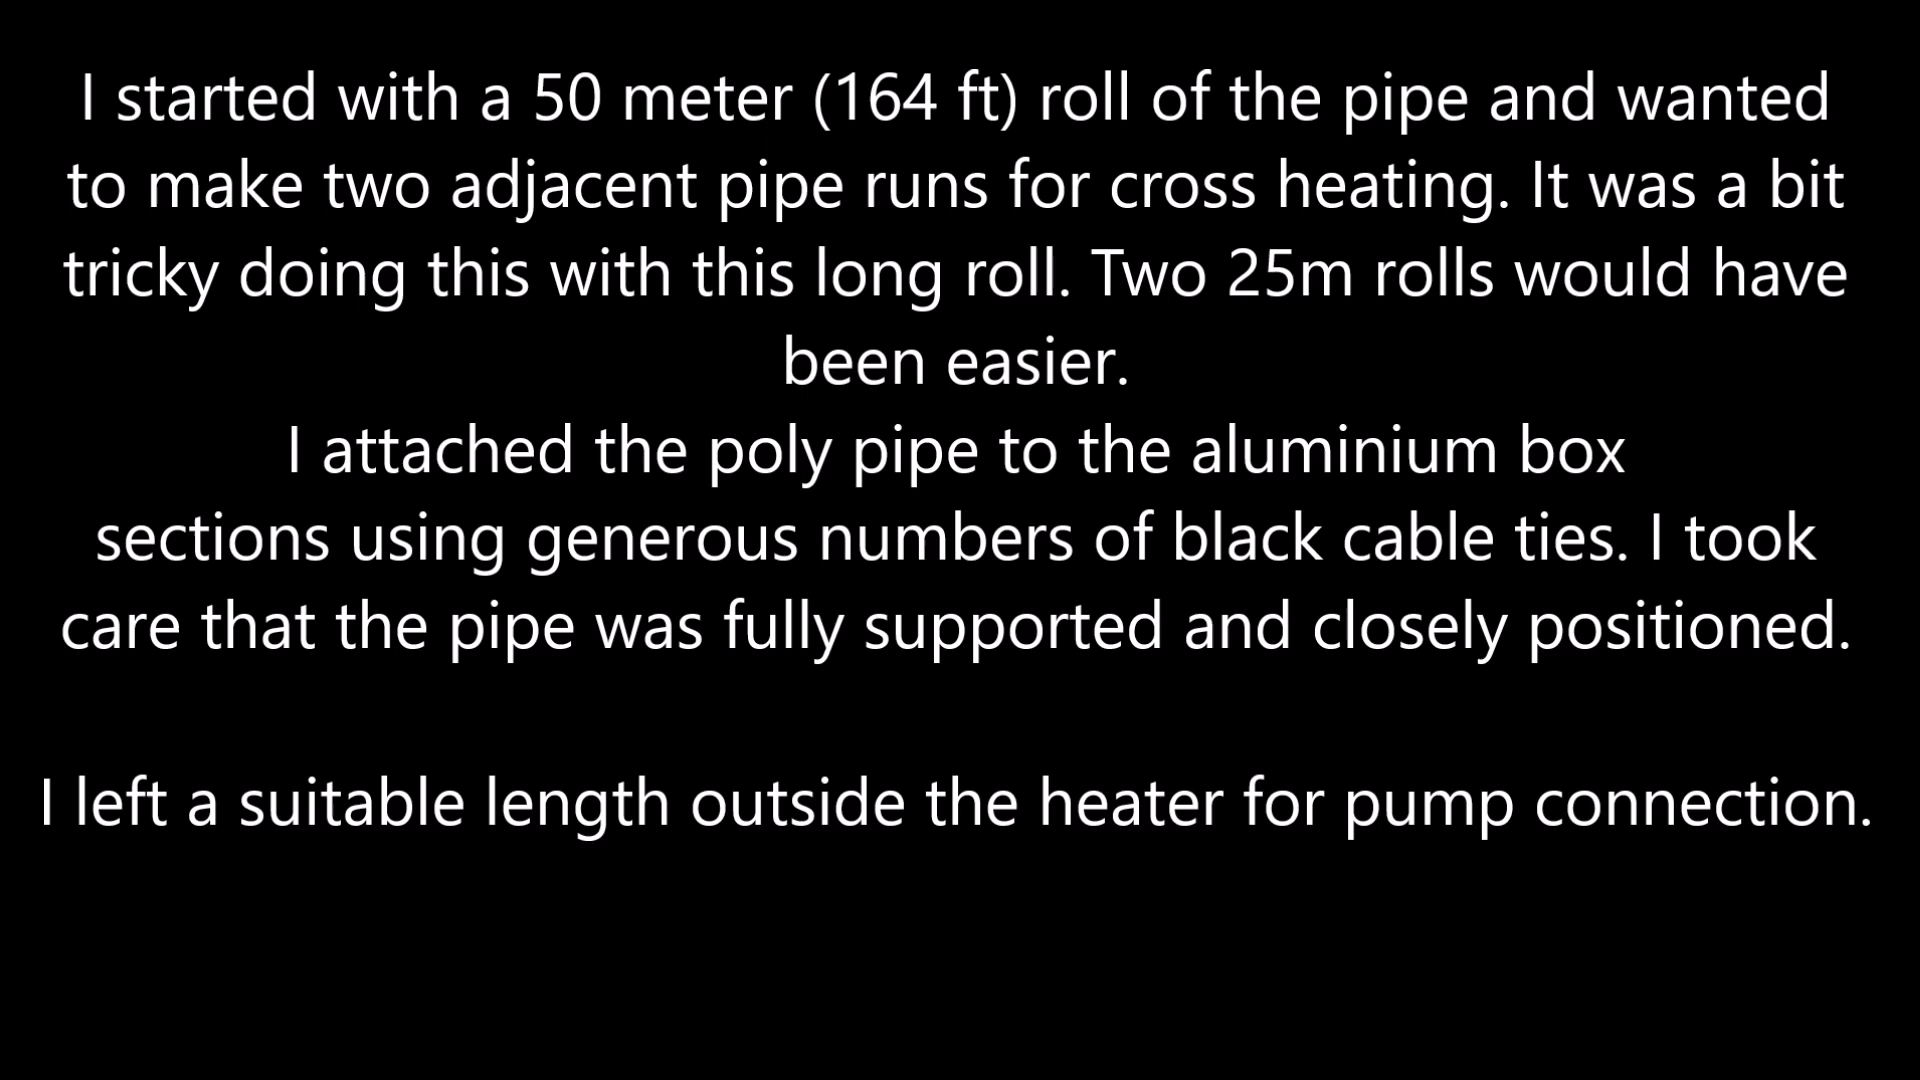 I started with a 50 meter (164 ft) roll of the pipe and wanted
to make two adjacent pipe runs for cross heating. It was a bit
tricky doing this with this long roll. Two 25m rolls would have
been easier.
I attached the poly pipe to the aluminium box
sections using generous numbers of black cable ties. I took
care that the pipe was fully supported and closely positioned.
I left a suitable length outside the heater for pump connection.